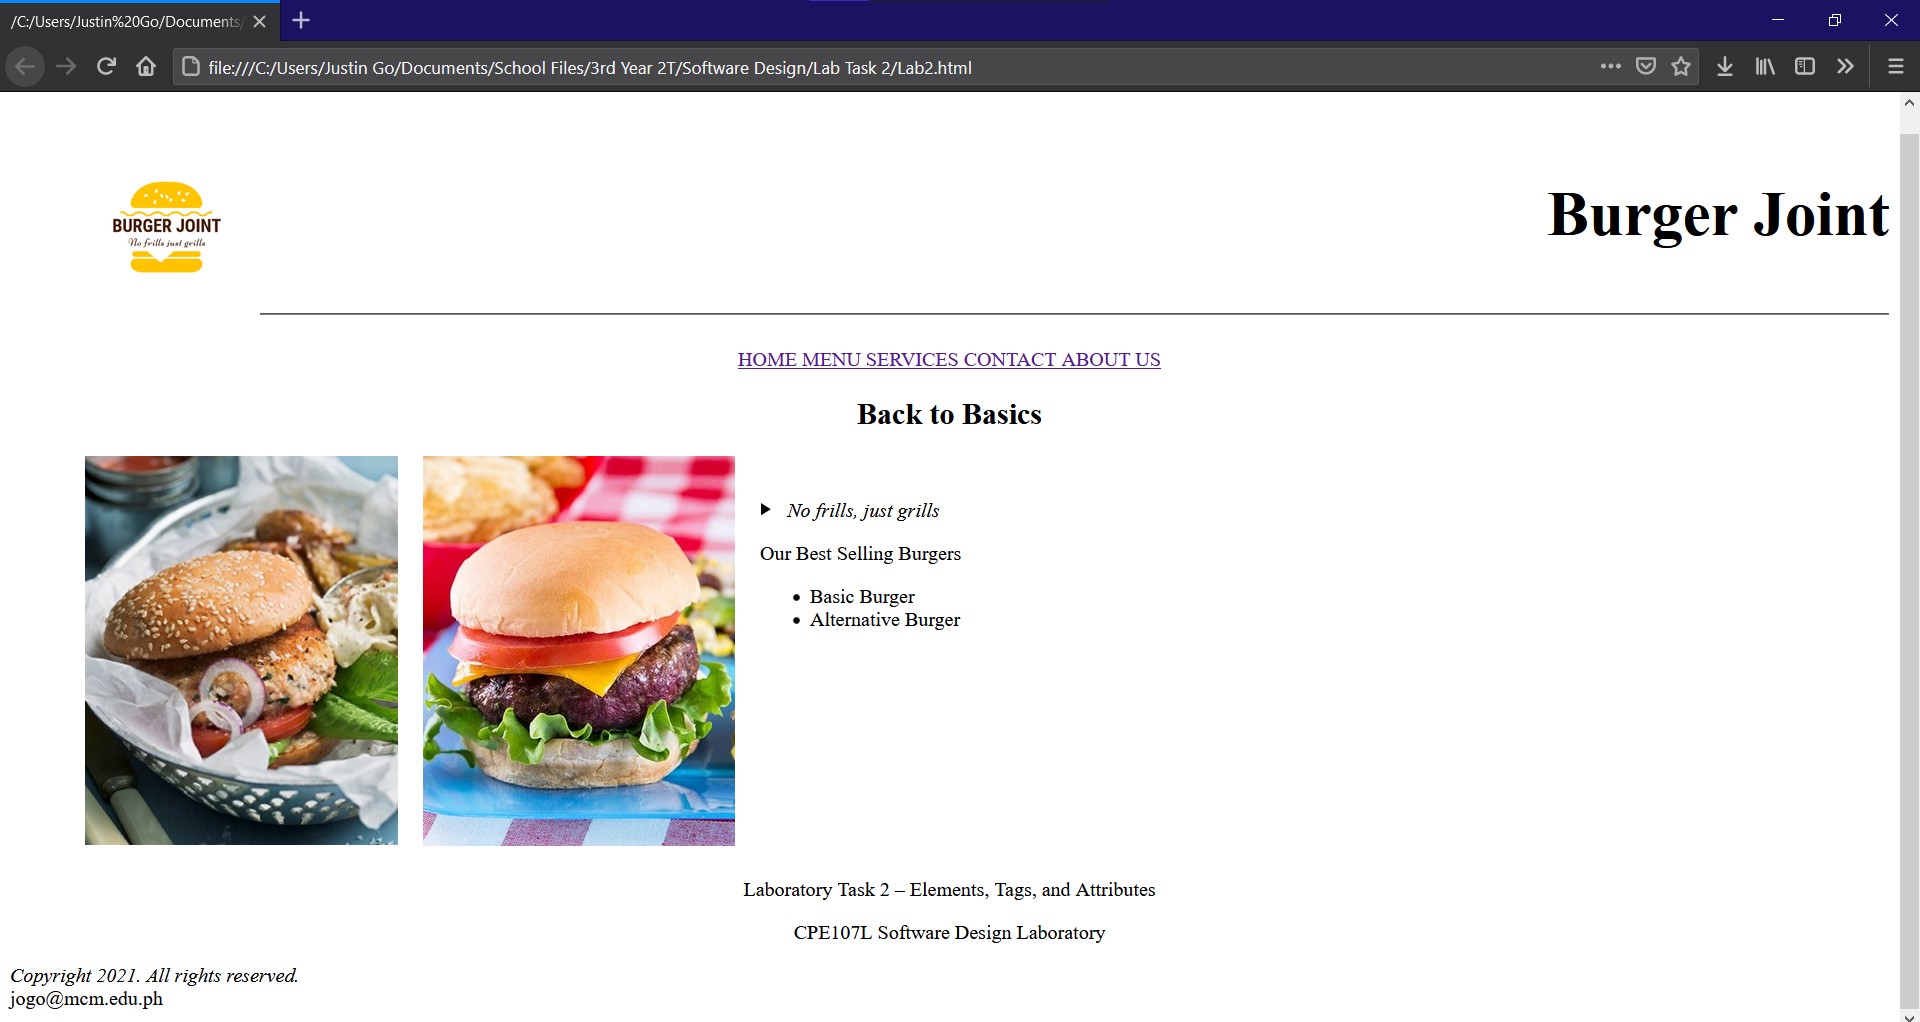 /C:/Users/Justin%20Go/Documents/
file:///C:/Users/Justin Go/Documents/School Files/3rd Year 2T/Software Design/Lab Task 2/Lab2.html
BURGER JOINT
No frills just grills
Burger Joint
HOME MENU SERVICES CONTACT ABOUT US
Back to Basics
No frills, just grills
Our Best Selling Burgers
• Basic Burger
• Alternative Burger
Laboratory Task 2 – Elements, Tags, and Attributes
CPE107L Software Design Laboratory
Copyright 2021. All rights reserved.
jogo@mcm.edu.ph